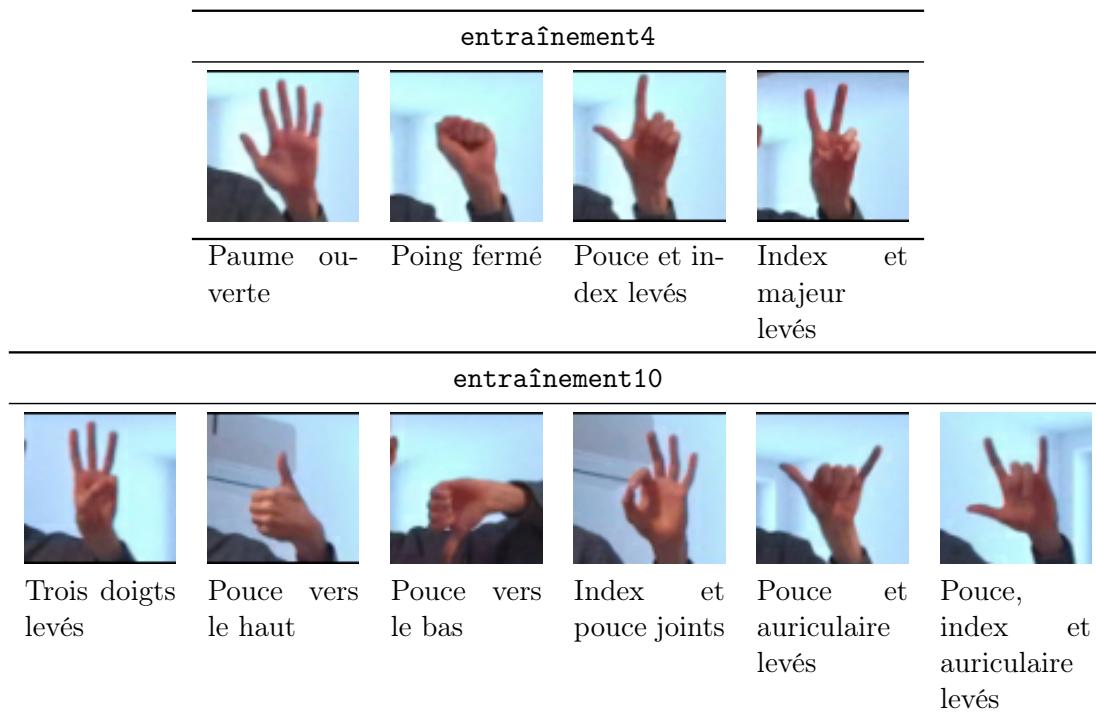 entraînement4
Paume ou-
verte
Poing fermé
Pouce et in-
dex levés
Index et
majeur
levés
entraînement10
Trois doigts
levés
Pouce vers
le haut
Pouce vers
le bas
Index et
pouce joints
Pouce et
auriculaire
levés
Pouce,
index et
auriculaire
levés